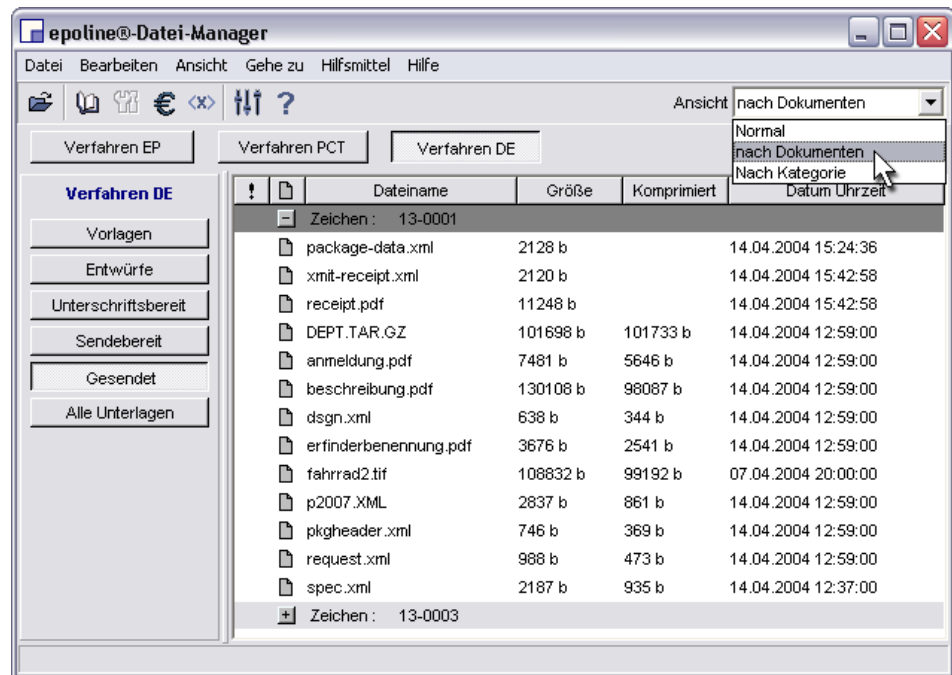 epoline®-Datei-Manager
Datei Bearbeiten Ansicht Gehe zu Hilfsmittel Hilfe
Ansicht nach Dokumenten
Normal
nach Dokumenten
Nach Kategorie
Verfahren EP Verfahren PCT Verfahren DE
Verfahren DE
Vorlagen
Entwürfe
Unterschriftsbereit
Sendebereit
Gesendet
Alle Unterlagen
! Dateiname Größe Komprimiert Datum Uhrzeit
Zeichen : 13-0001
package-data.xml 2128 b 14.04.2004 15:24:36
xmit-receipt.xml 2120 b 14.04.2004 15:42:58
receipt.pdf 11248 b 14.04.2004 15:42:58
DEPT.TAR.GZ 101698 b 101733 b 14.04.2004 12:59:00
anmeldung.pdf 7481 b 5646 b 14.04.2004 12:59:00
beschreibung.pdf 130108 b 98087 b 14.04.2004 12:59:00
dsgn.xml 638 b 344 b 14.04.2004 12:59:00
erfinderbenennung.pdf 3676 b 2541 b 14.04.2004 12:59:00
fahrrad2.tif 108832 b 99192 b 07.04.2004 20:00:00
p2007.XML 2837 b 861 b 14.04.2004 12:59:00
pkgheader.xml 746 b 369 b 14.04.2004 12:59:00
request.xml 988 b 473 b 14.04.2004 12:59:00
spec.xml 2187 b 935 b 14.04.2004 12:37:00
Zeichen : 13-0003